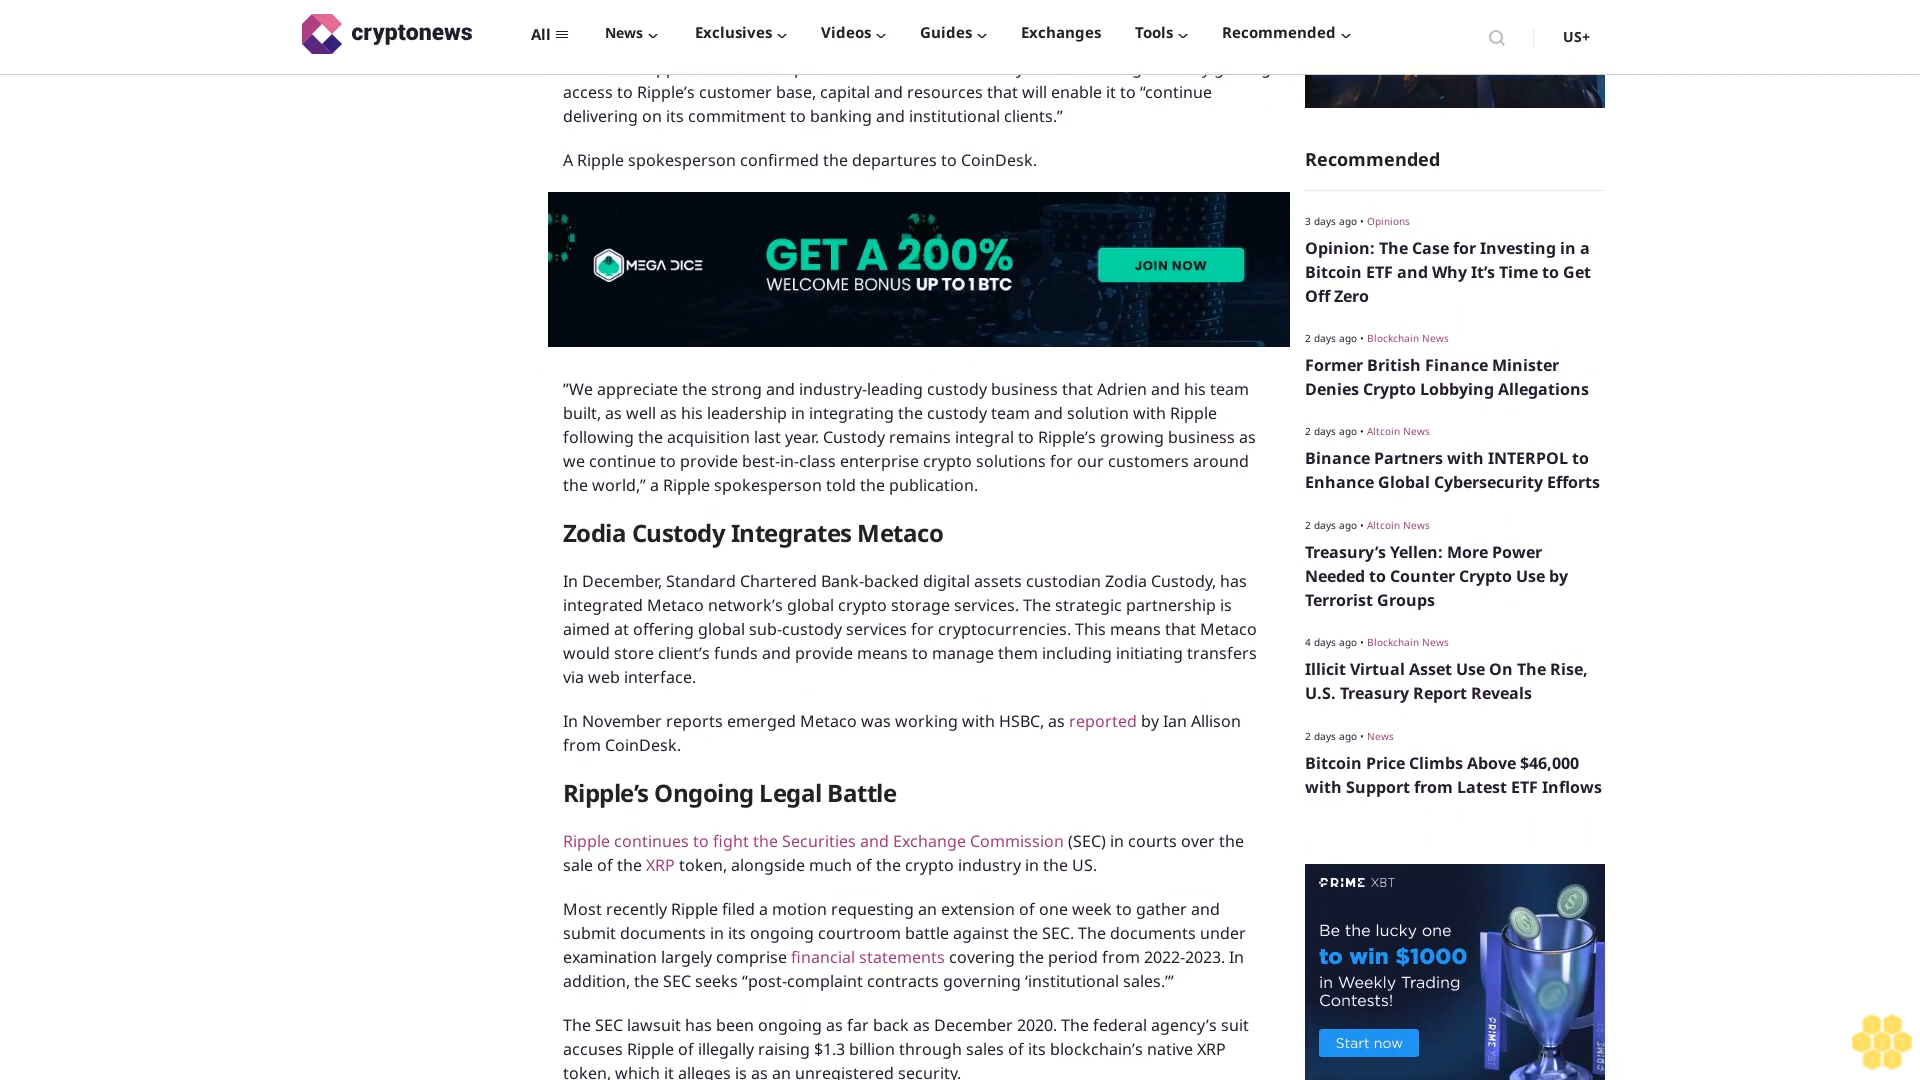 cryptonews
All
News
Exclusives
Videos
Guides
Exchanges
Tools
Recommended
US+
access to Ripple’s customer base, capital and resources that will enable it to “continue
delivering on its commitment to banking and institutional clients.”
A Ripple spokesperson confirmed the departures to CoinDesk.
MEGA DICE
GET A 200%
WELCOME BONUS UP TO 1 BTC
JOIN NOW
”We appreciate the strong and industry-leading custody business that Adrien and his team
built, as well as his leadership in integrating the custody team and solution with Ripple
following the acquisition last year. Custody remains integral to Ripple’s growing business as
we continue to provide best-in-class enterprise crypto solutions for our customers around
the world,” a Ripple spokesperson told the publication.
Zodia Custody Integrates Metaco
In December, Standard Chartered Bank-backed digital assets custodian Zodia Custody, has
integrated Metaco network’s global crypto storage services. The strategic partnership is
aimed at offering global sub-custody services for cryptocurrencies. This means that Metaco
would store client’s funds and provide means to manage them including initiating transfers
via web interface.
In November reports emerged Metaco was working with HSBC, as reported by Ian Allison
from CoinDesk.
Ripple’s Ongoing Legal Battle
Ripple continues to fight the Securities and Exchange Commission (SEC) in courts over the
sale of the XRP token, alongside much of the crypto industry in the US.
Most recently Ripple filed a motion requesting an extension of one week to gather and
submit documents in its ongoing courtroom battle against the SEC. The documents under
examination largely comprise financial statements covering the period from 2022-2023. In
addition, the SEC seeks “post-complaint contracts governing ‘institutional sales.’”
The SEC lawsuit has been ongoing as far back as December 2020. The federal agency’s suit
accuses Ripple of illegally raising $1.3 billion through sales of its blockchain’s native XRP
token, which it alleges is as an unregistered security.
Recommended
3 days ago • Opinions
Opinion: The Case for Investing in a
Bitcoin ETF and Why It’s Time to Get
Off Zero
2 days ago • Blockchain News
Former British Finance Minister
Denies Crypto Lobbying Allegations
2 days ago • Altcoin News
Binance Partners with INTERPOL to
Enhance Global Cybersecurity Efforts
2 days ago • Altcoin News
Treasury’s Yellen: More Power
Needed to Counter Crypto Use by
Terrorist Groups
4 days ago • Blockchain News
Illicit Virtual Asset Use On The Rise,
U.S. Treasury Report Reveals
2 days ago • News
Bitcoin Price Climbs Above $46,000
with Support from Latest ETF Inflows
PRIME XBT
Be the lucky one
to win $1000
in Weekly Trading
Contests!
Start now